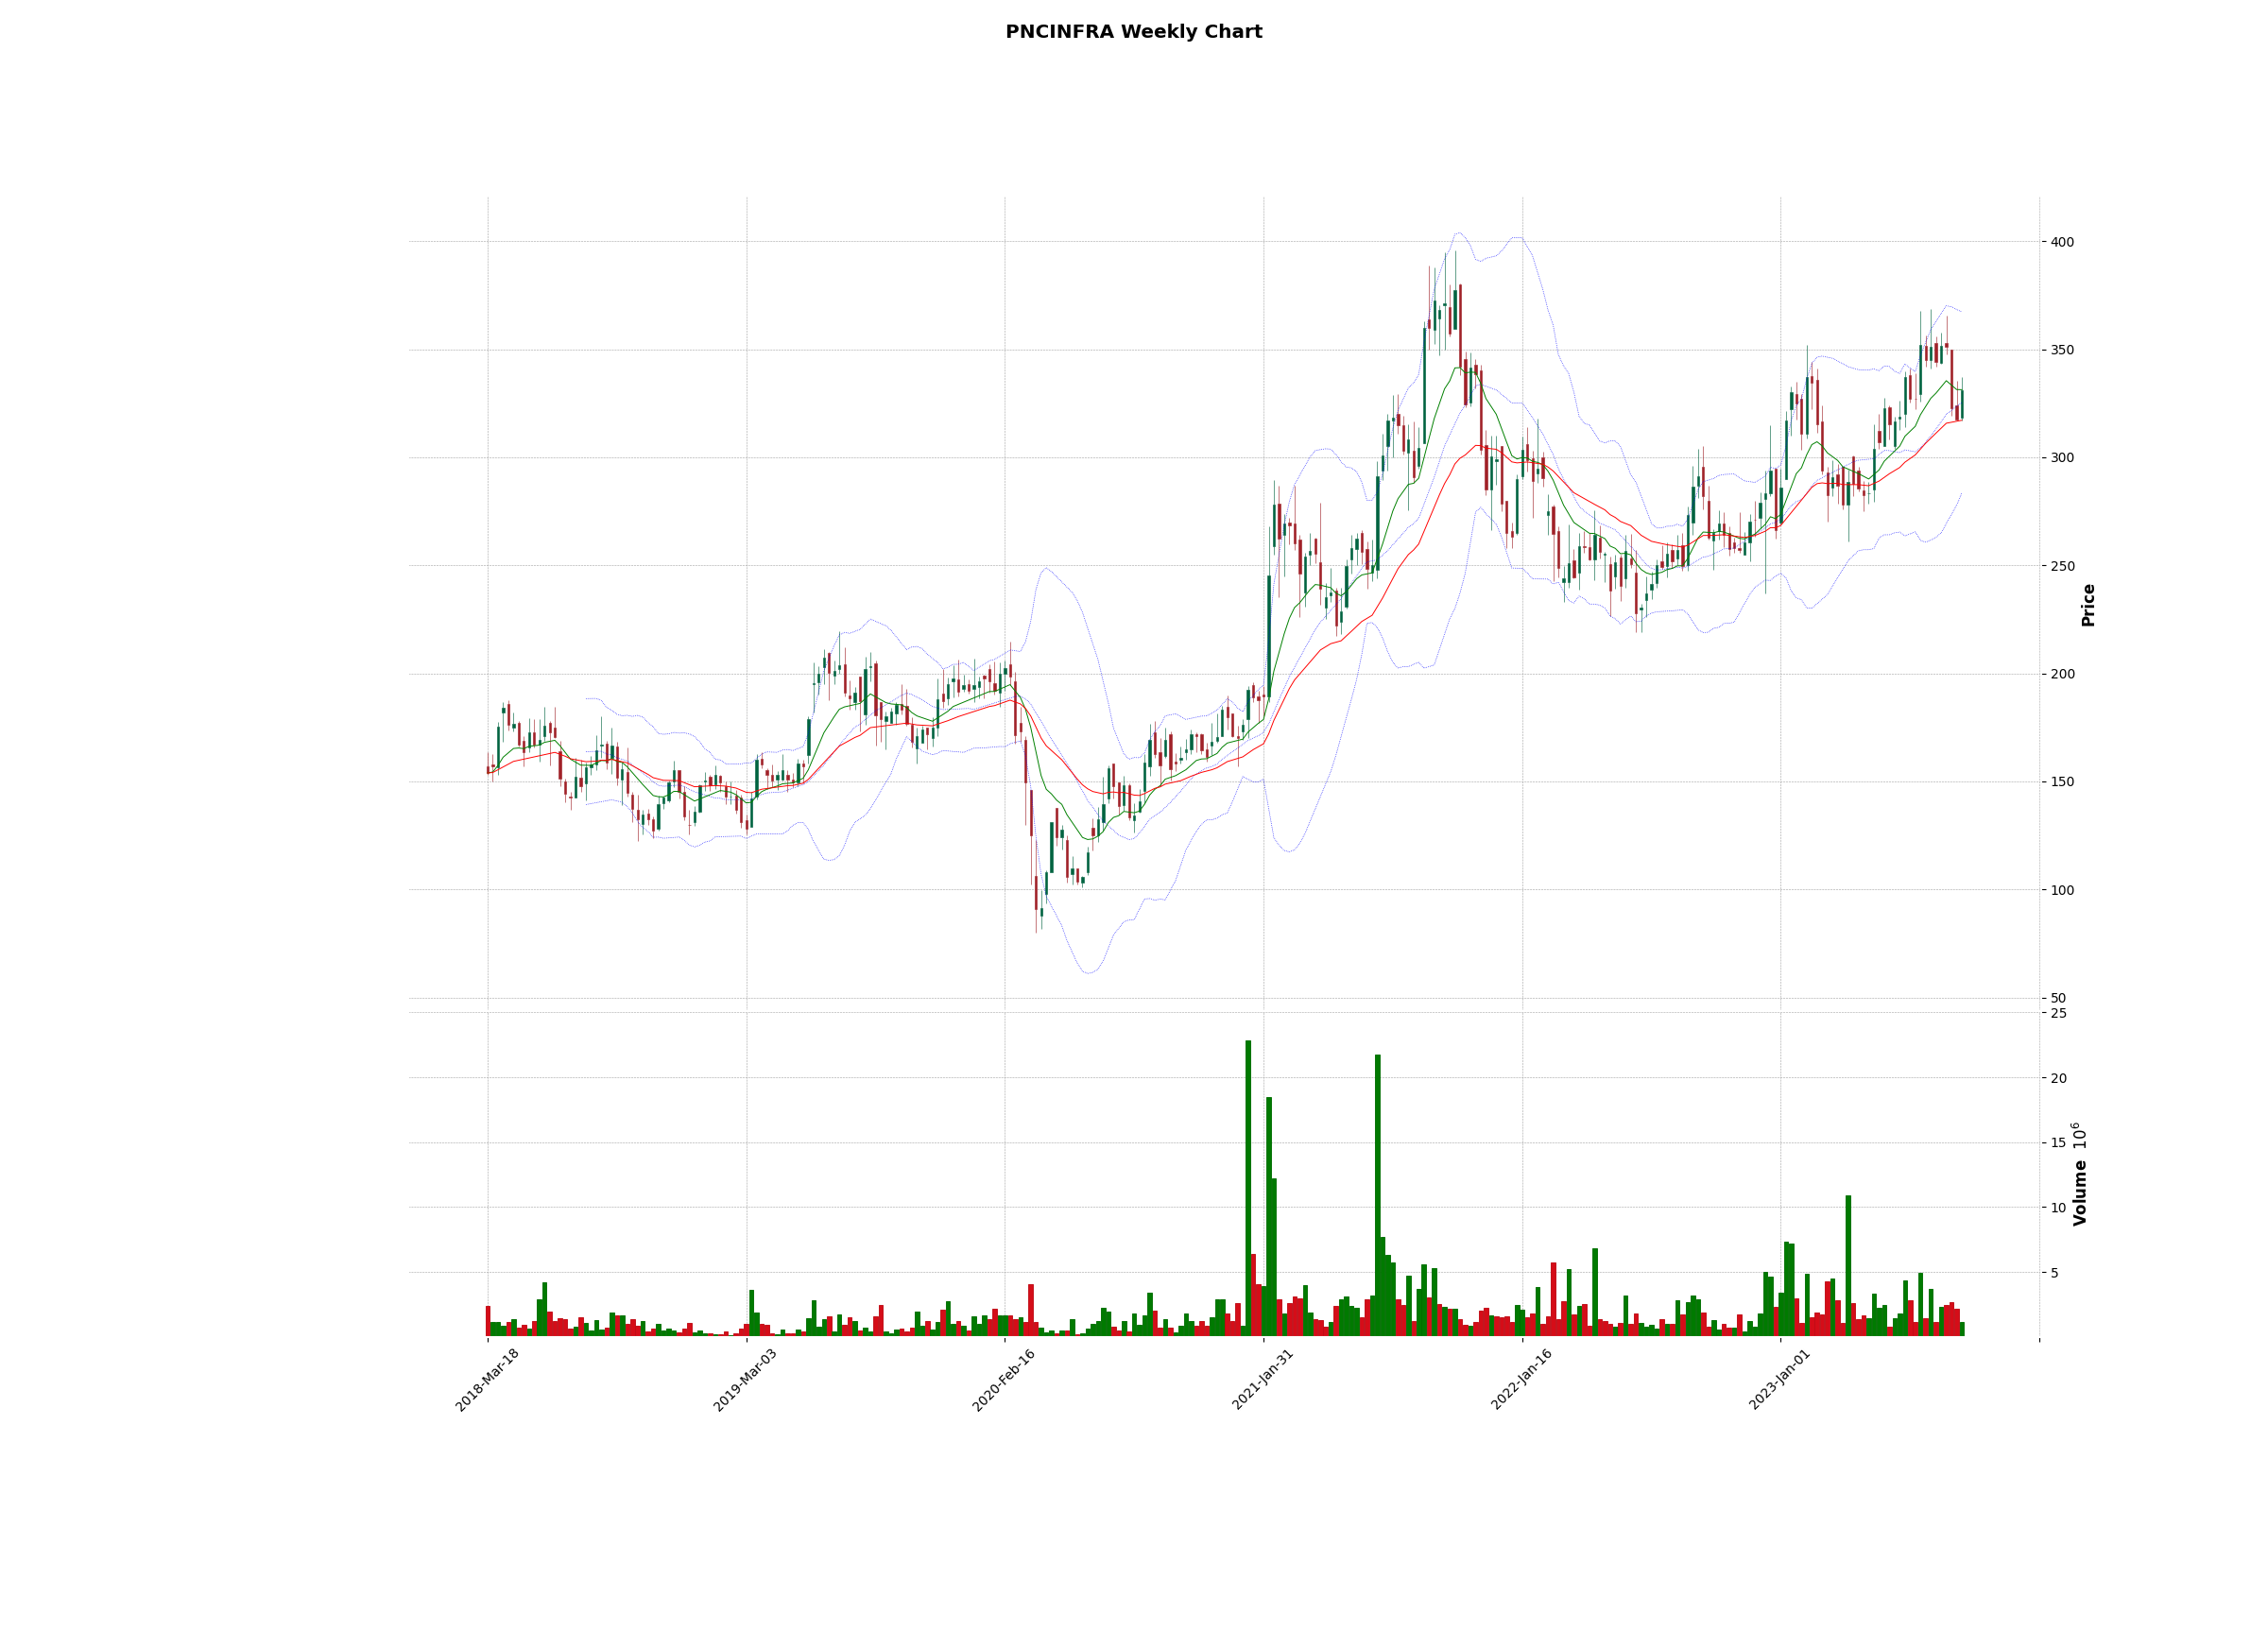 PNCINFRA Weekly Chart
400
350
300
250
200
150
100
50
Price
25
20
15
10
5
Volume 10^6
2018-Mar-18
2019-Mar-03
2020-Feb-16
2021-Jan-31
2022-Jan-16
2023-Jan-01